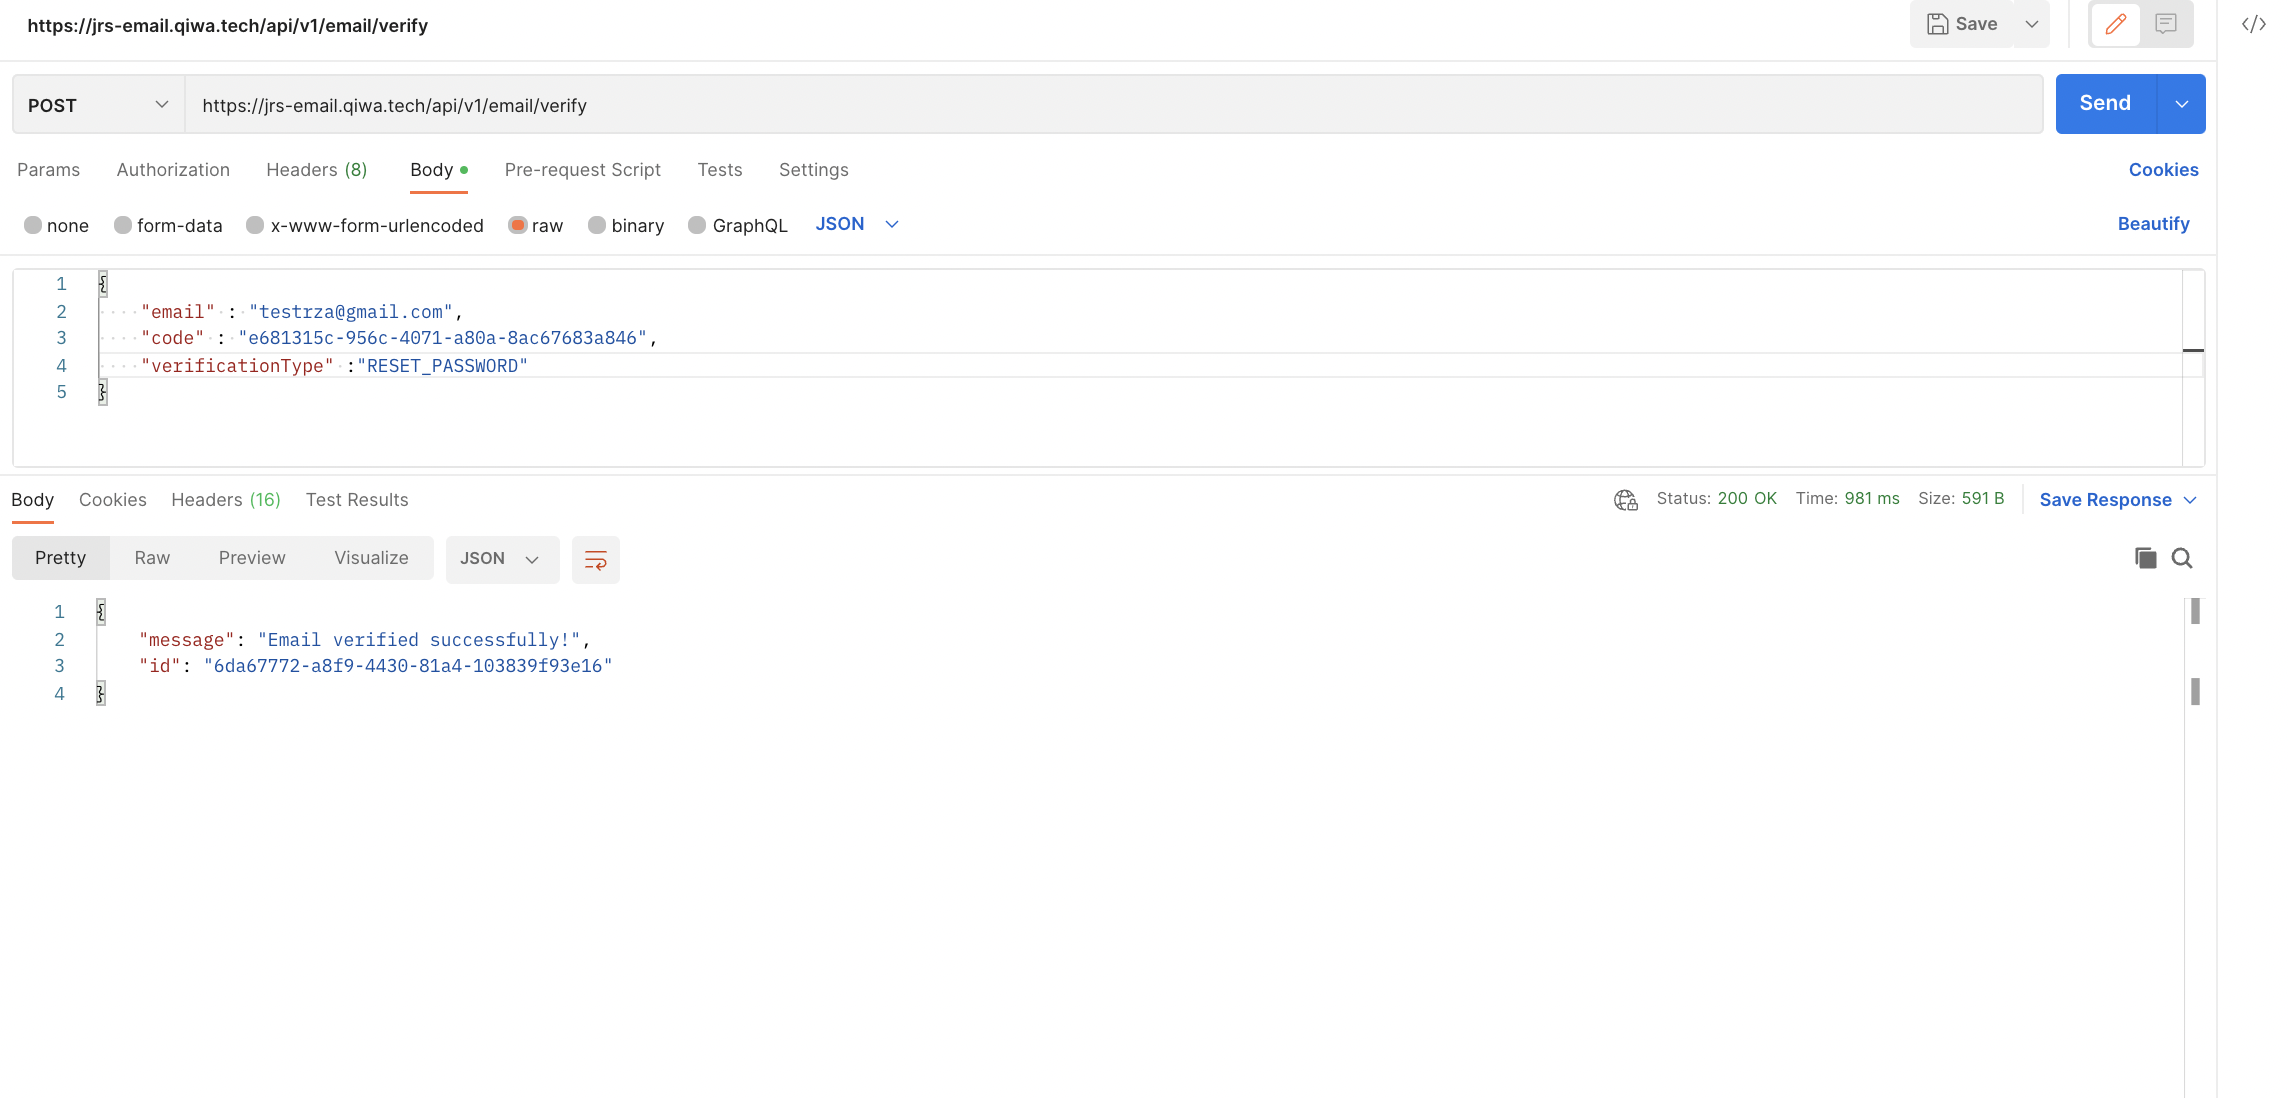 https://jrs-email.qiwa.tech/api/v1/email/verify
Save
POST
https://jrs-email.qiwa.tech/api/v1/email/verify
Send
Params Authorization Headers (8) Body Pre-request Script Tests Settings Cookies
none form-data x-www-form-urlencoded raw binary GraphQL JSON Beautify
1 {
2 "email" : "testrza@gmail.com",
3 "code" : "e681315c-956c-4071-a80a-8ac67683a846",
4 "verificationType" :"RESET_PASSWORD"
5 }
Body Cookies Headers (16) Test Results Status: 200 OK Time: 981 ms Size: 591 B Save Response
Pretty Raw Preview Visualize JSON
1 {
2 "message": "Email verified successfully!",
3 "id": "6da67772-a8f9-4430-81a4-103839f93e16"
4 }